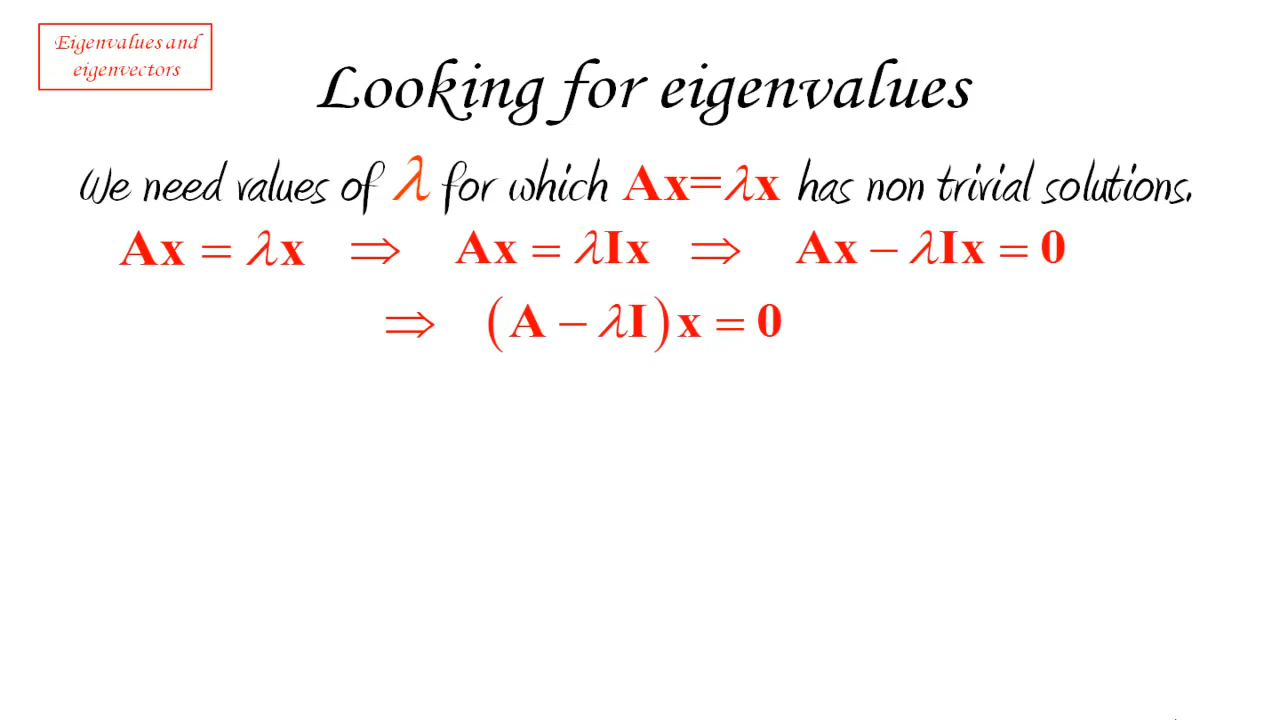 Eigenvalues and
eigenvectors
Looking for eigenvalues
We need values of λ for which Ax=λx has non trivial solutions.
Ax = λx ⇒ Ax = λIx ⇒ Ax − λIx = 0
⇒ (A − λI)x = 0